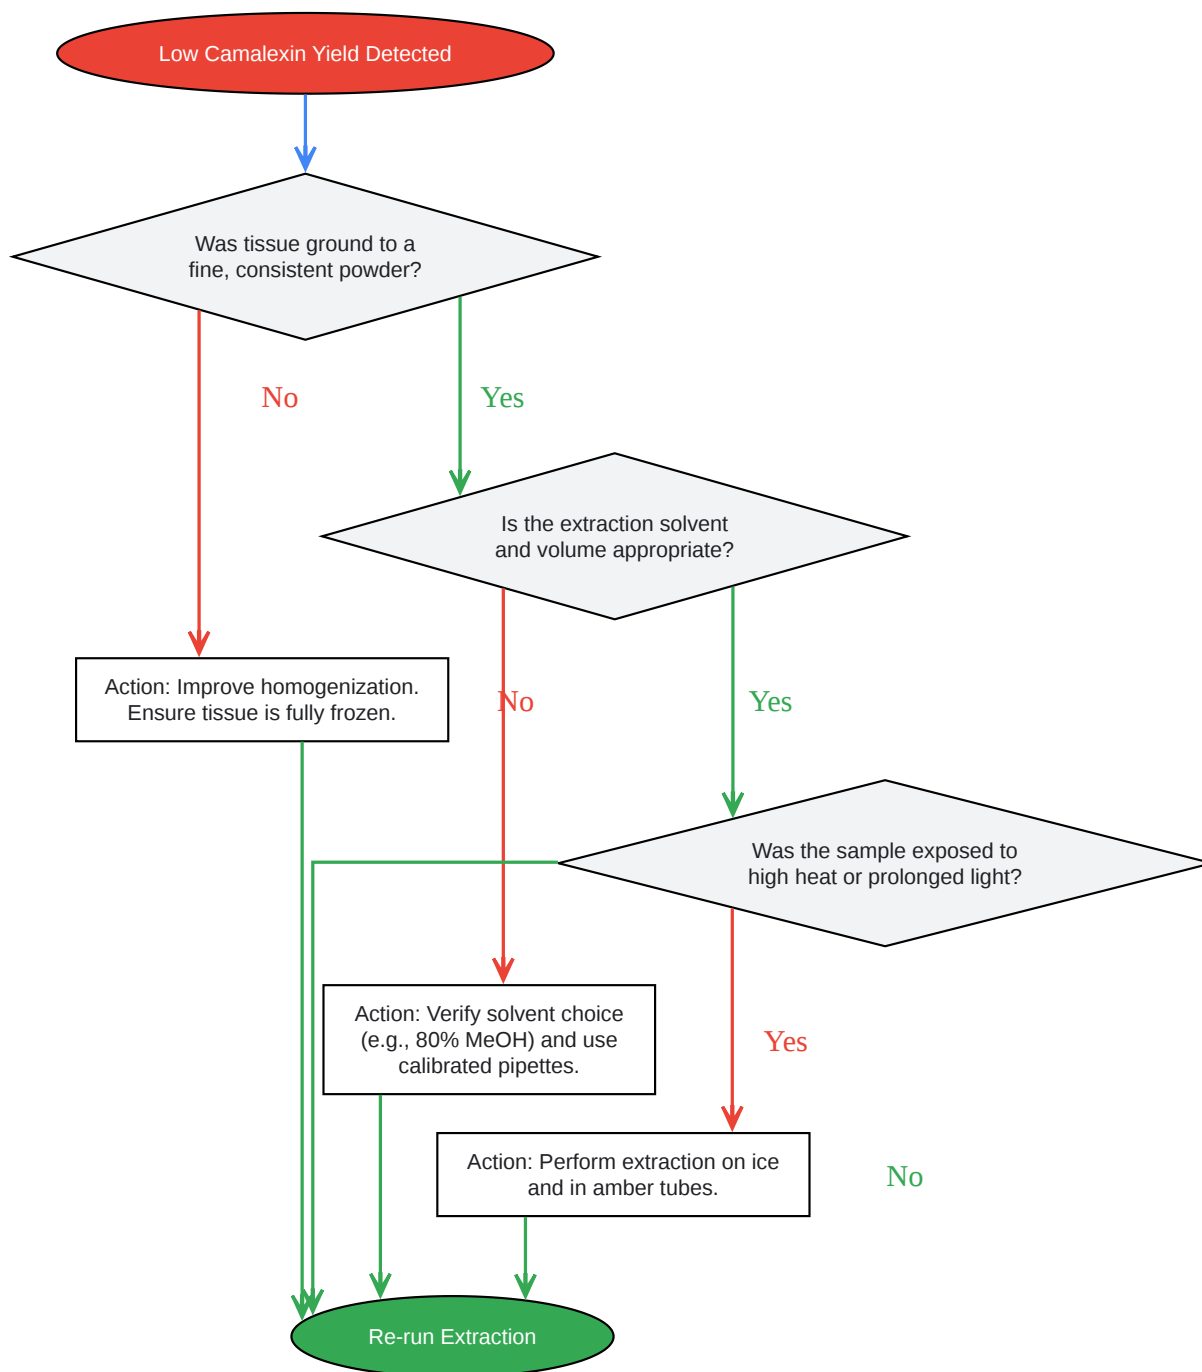 Low Camalexin Yield Detected
Was tissue ground to a
fine, consistent powder?
No
Yes
Is the extraction solvent
and volume appropriate?
Action: Improve homogenization.
Ensure tissue is fully frozen.
No
Yes
Was the sample exposed to
high heat or prolonged light?
Action: Verify solvent choice
(e.g., 80% MeOH) and use
calibrated pipettes.
Yes
Action: Perform extraction on ice
and in amber tubes.
No
Re-run Extraction